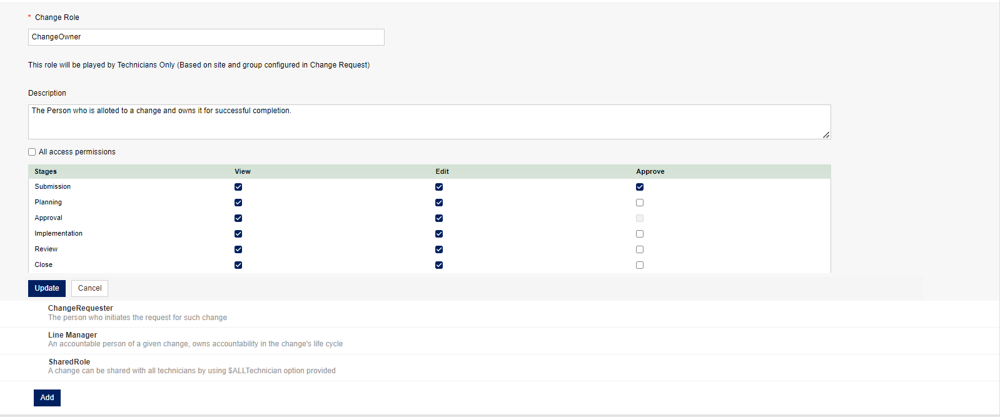 * Change Role
ChangeOwner
This role will be played by Technicians Only (Based on site and group configured in Change Request)
Description
The Person who is alloted to a change and owns it for successful completion.
All access permissions
Stages View Edit Approve
Submission
Planning
Approval
Implementation
Review
Close
Update Cancel
ChangeRequester
The person who initiates the request for such change
Line Manager
An accountable person of a given change, owns accountability in the change's life cycle
SharedRole
A change can be shared with all technicians by using $ALLTechnician option provided
Add